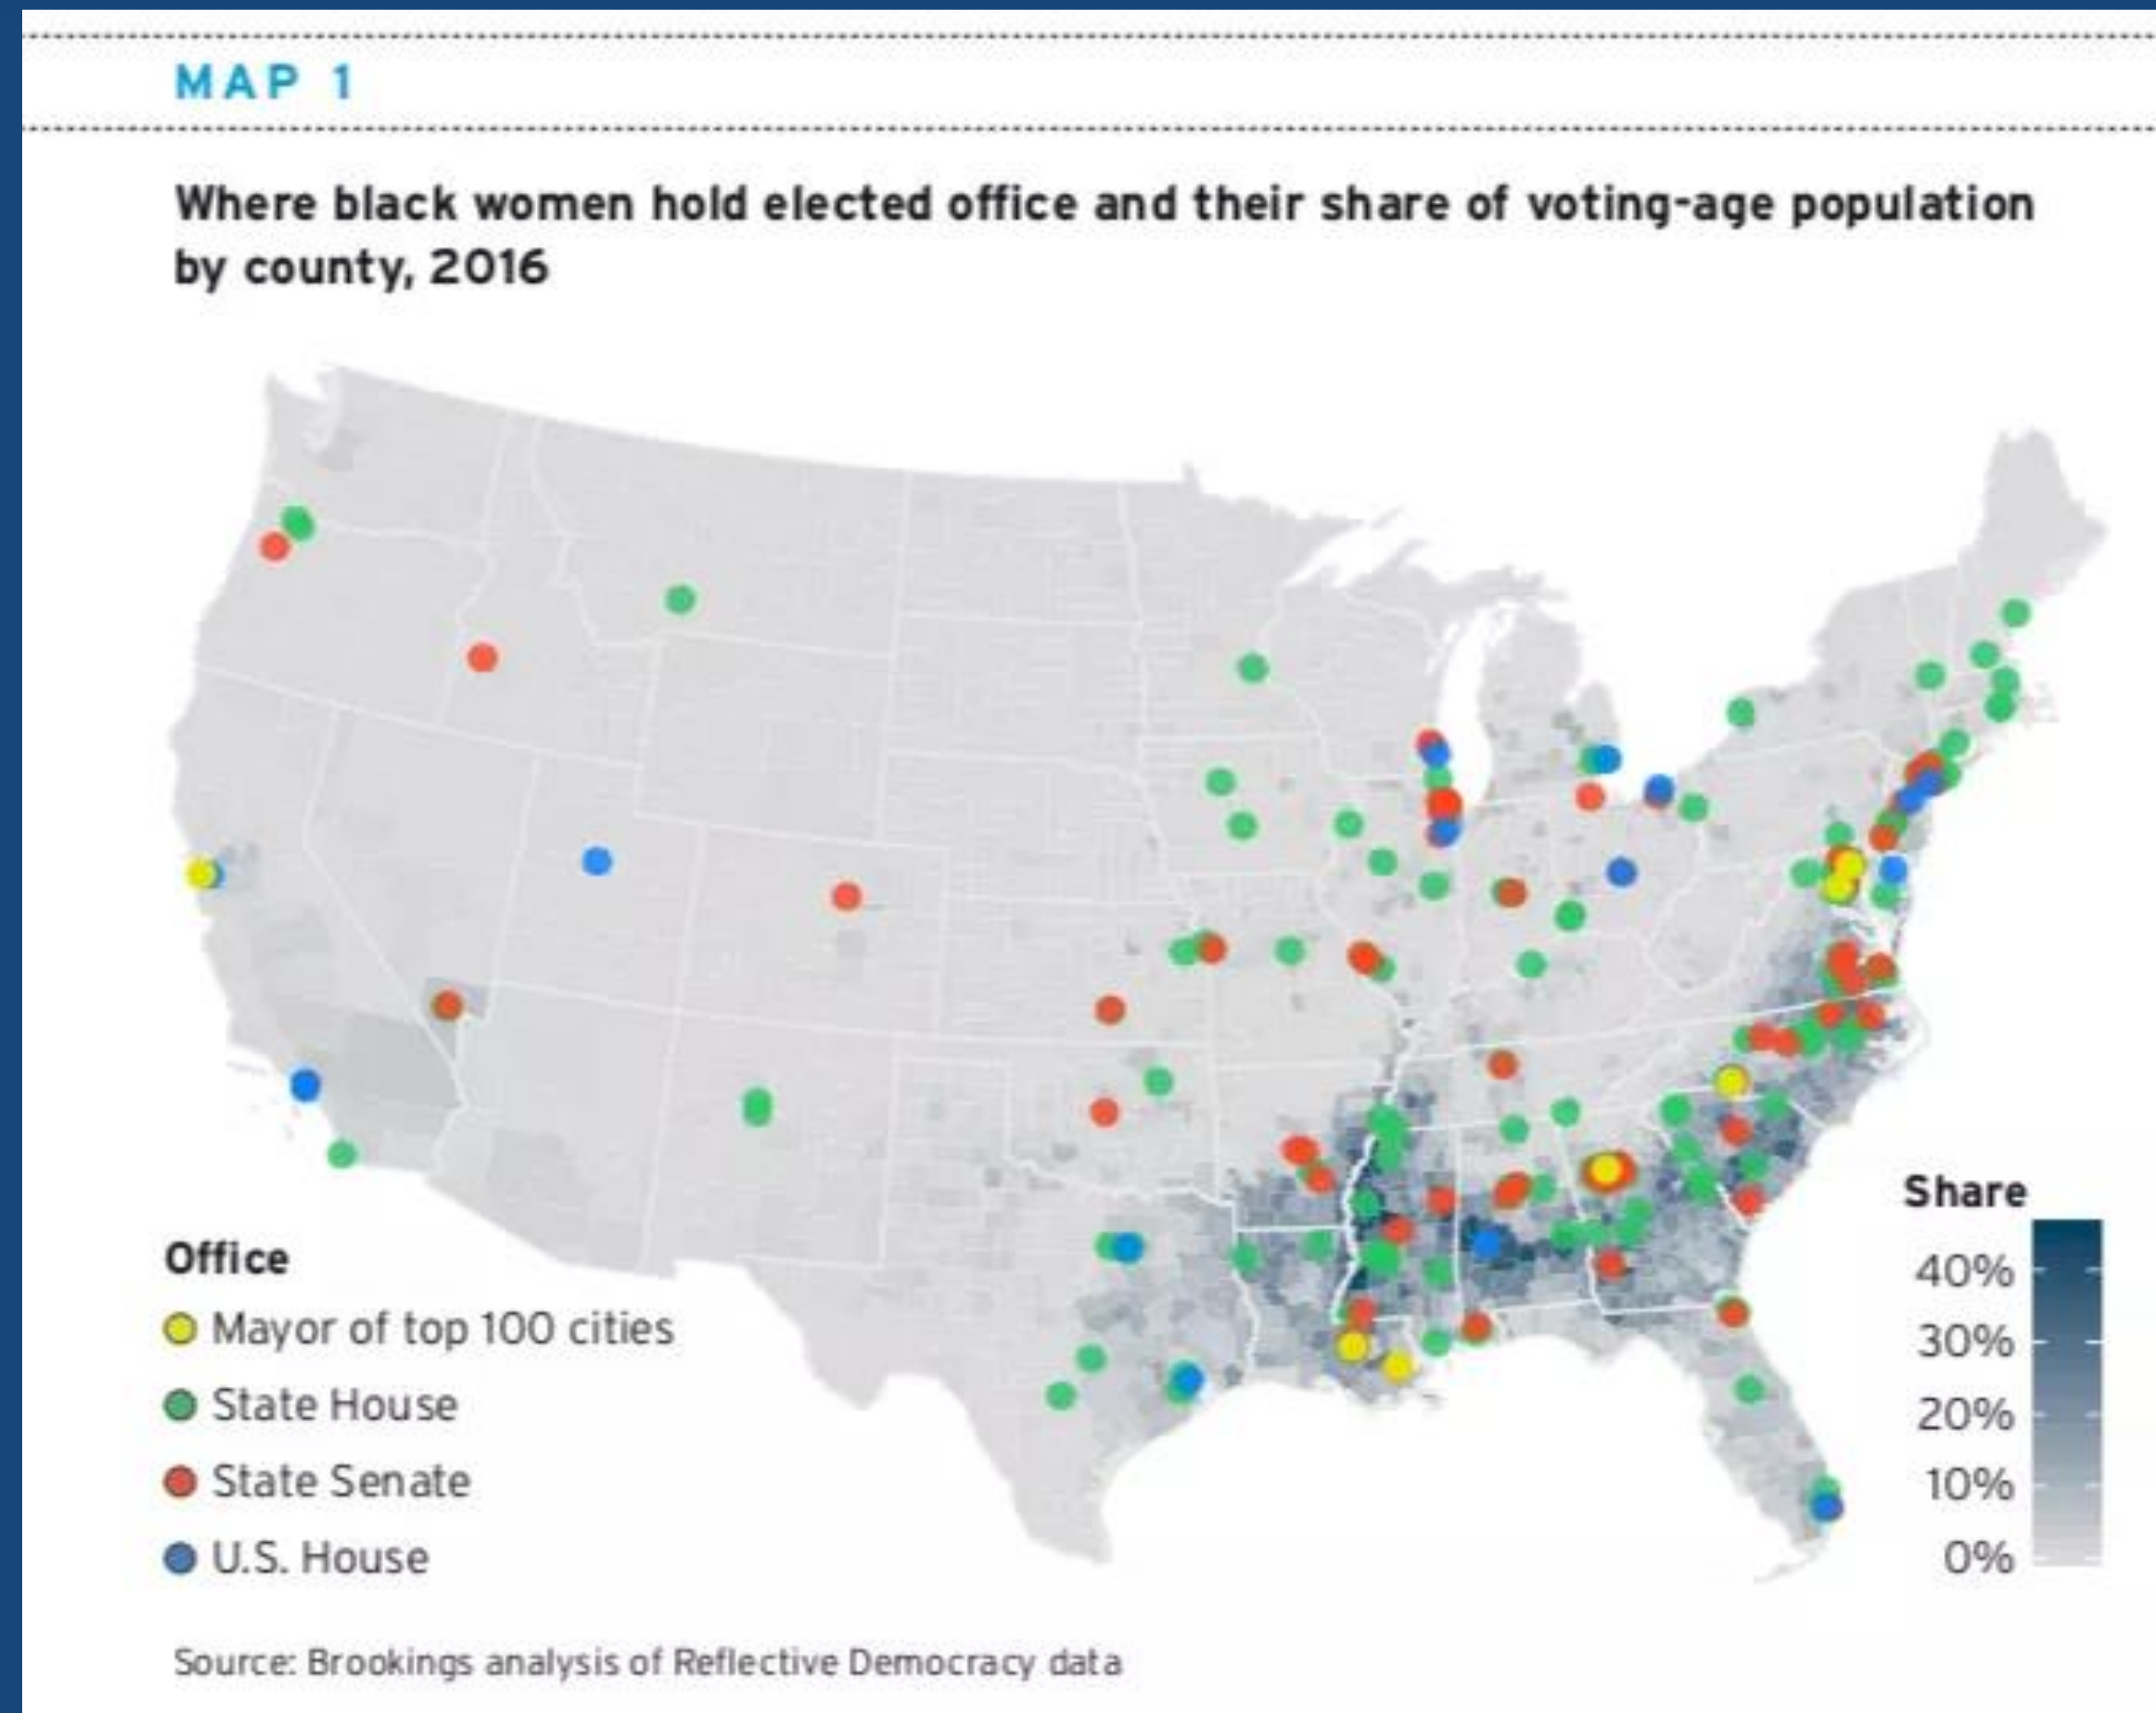 MAP 1
Where black women hold elected office and their share of voting-age population
by county, 2016
Office
Mayor of top 100 cities
State House
State Senate
U.S. House
Share
40%
30%
20%
10%
0%
Source: Brookings analysis of Reflective Democracy data